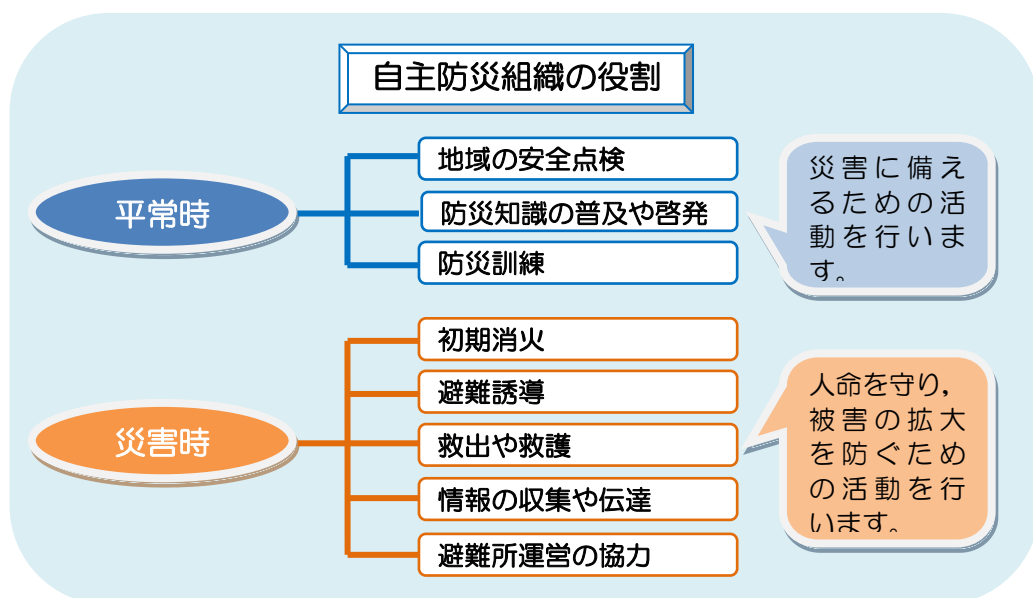 自主防災組織の役割
平常時
地域の安全点検
防災知識の普及や啓発
防災訓練
災害に備え
るための活
動を行いま
す。
災害時
初期消火
避難誘導
救出や救護
情報の収集や伝達
避難所運営の協力
人命を守り，
被害の拡大
を防ぐため
の活動を行
います。